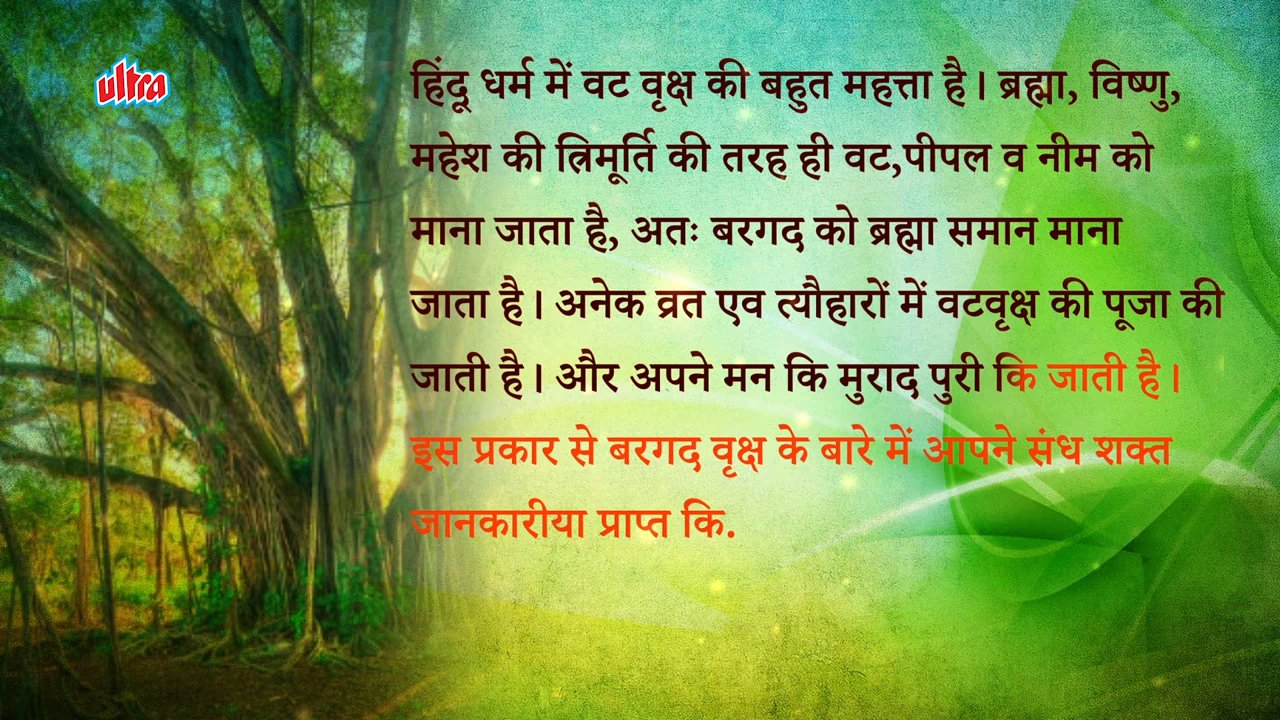 ultra
हिंदू धर्म में वट वृक्ष की बहुत महत्ता है। ब्रह्मा, विष्णु,
महेश की त्रिमूर्ति की तरह ही वट,पीपल व नीम को
माना जाता है, अतः बरगद को ब्रह्मा समान माना
जाता है। अनेक व्रत एव त्यौहारों में वटवृक्ष की पूजा की
जाती है। और अपने मन कि मुराद पुरी कि जाती है।
इस प्रकार से बरगद वृक्ष के बारे में आपने संध शक्त
जानकारीया प्राप्त कि.